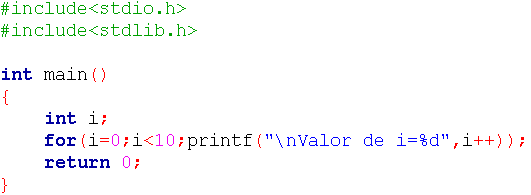 #include<stdio.h>
#include<stdlib.h>

int main()
{
    int i;
    for(i=0;i<10;printf("\nValor de i=%d",i++));
    return 0;
}